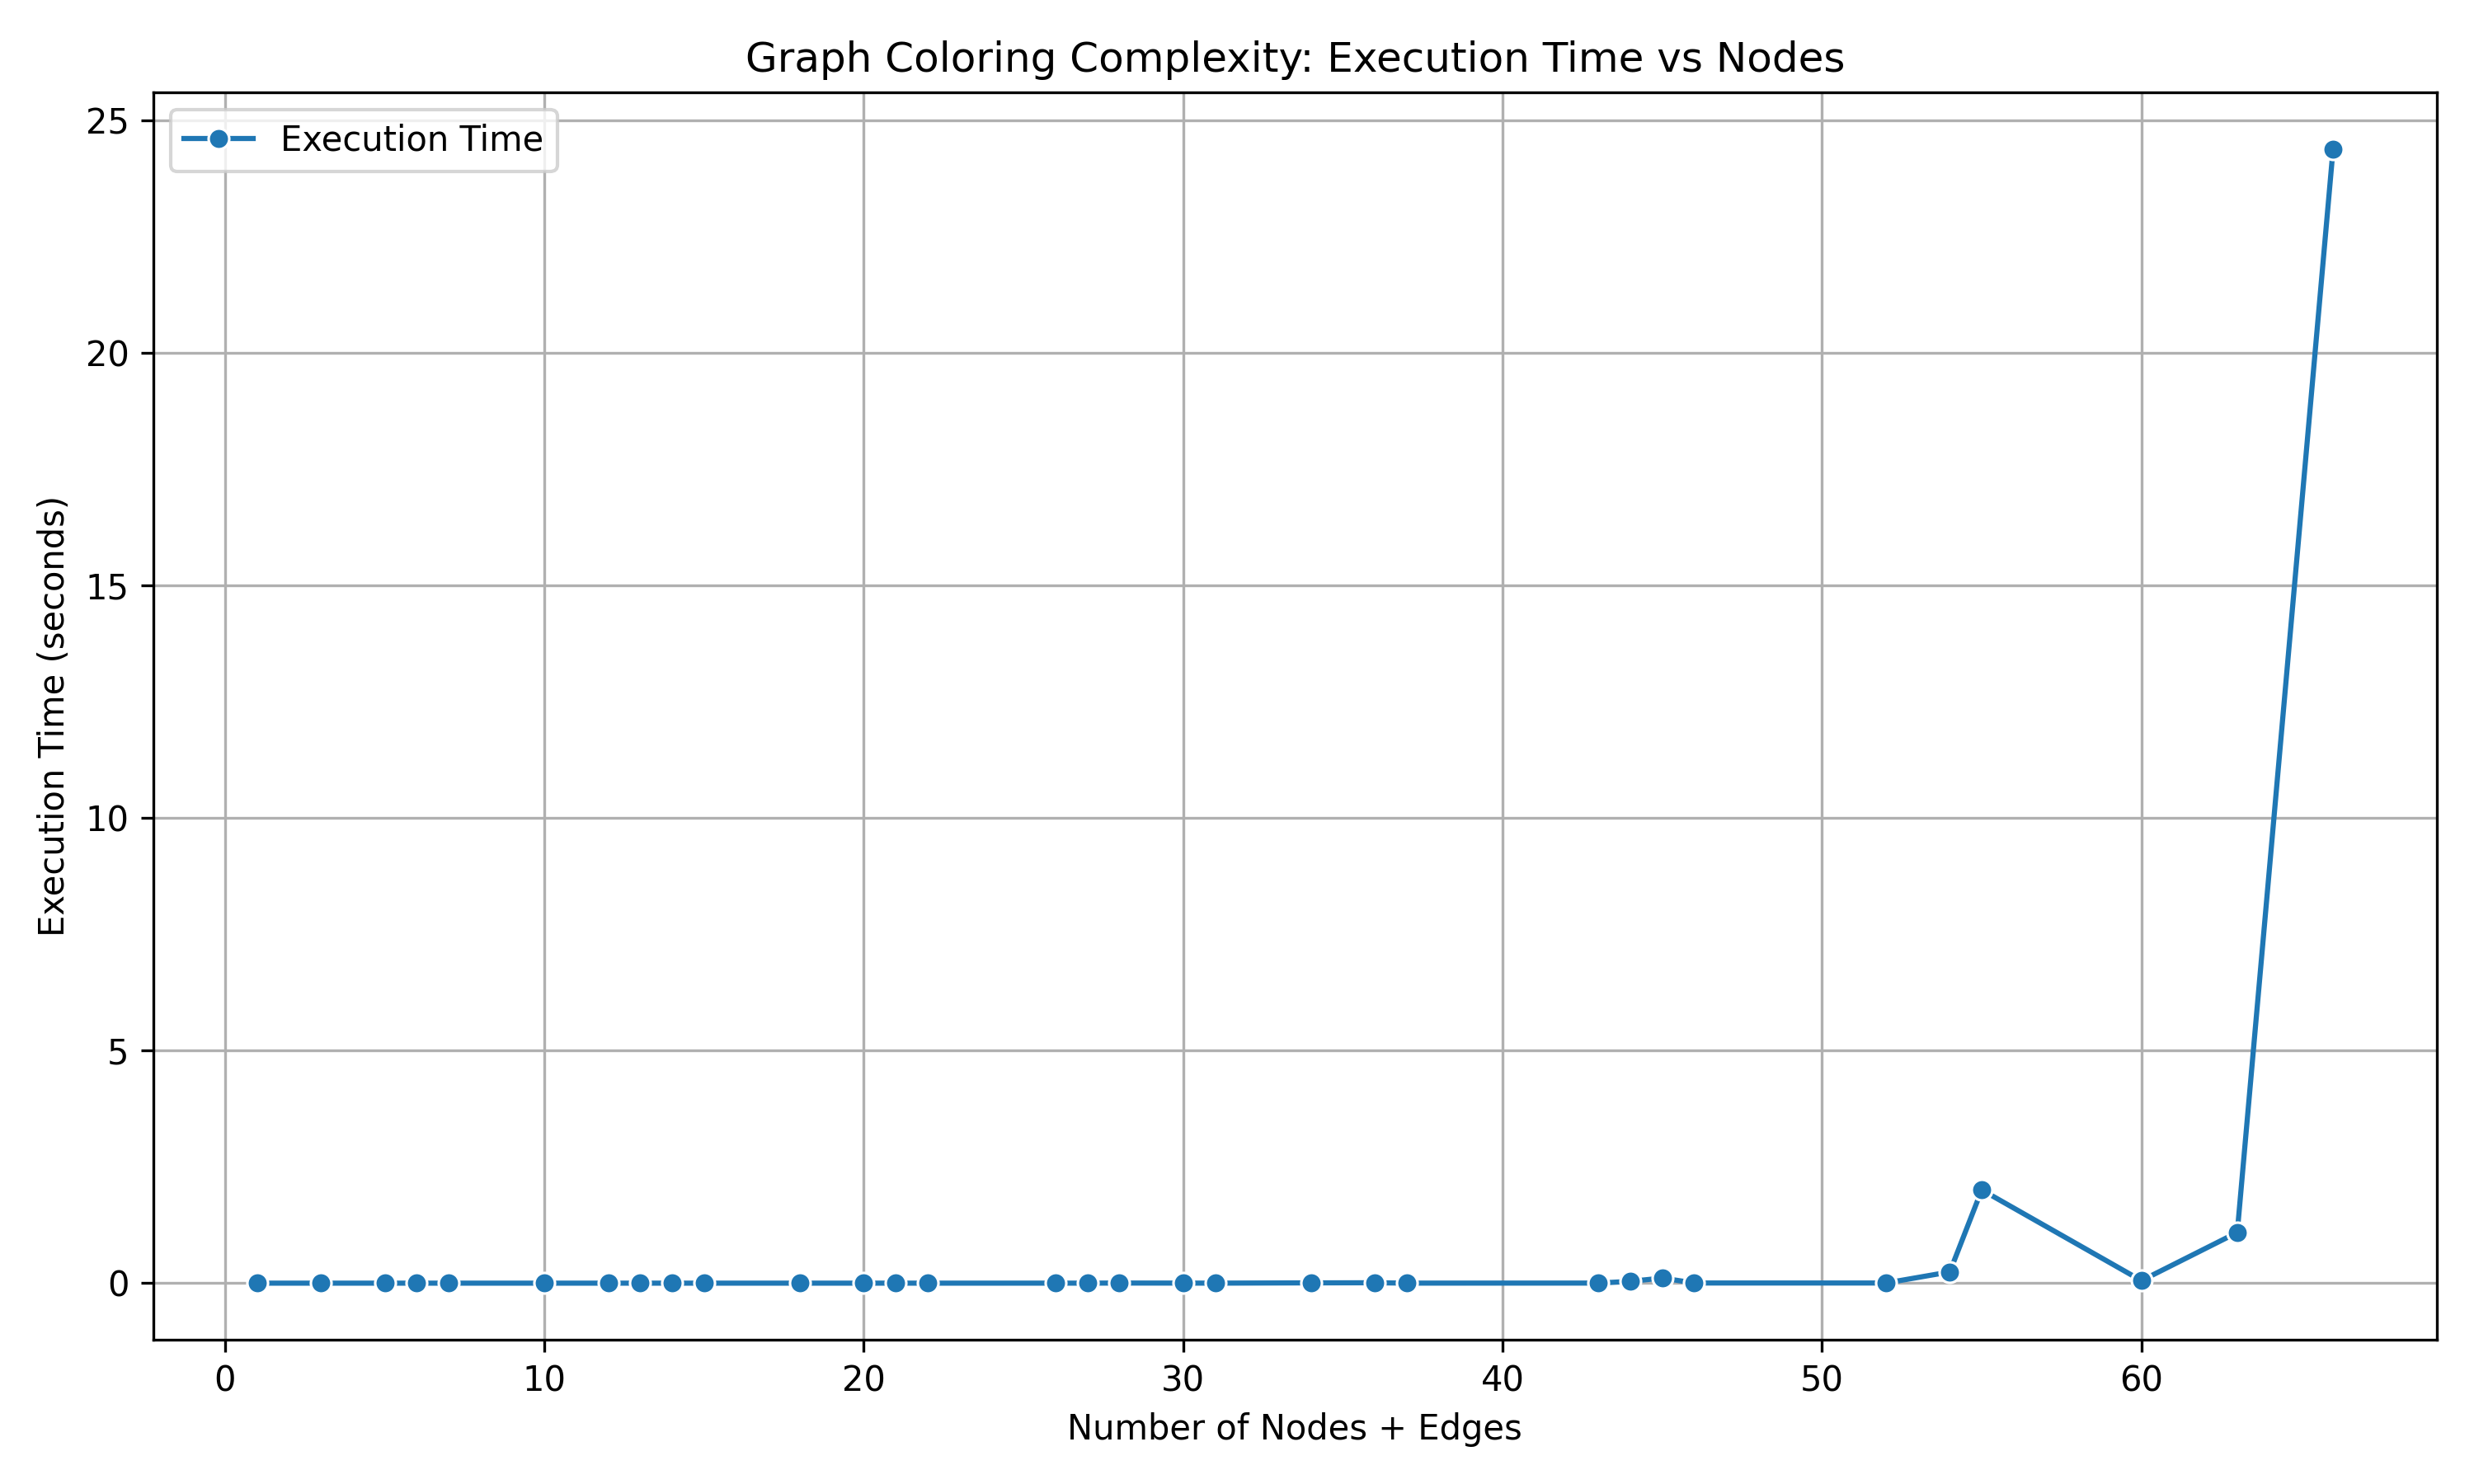 Graph Coloring Complexity: Execution Time vs Nodes
Execution Time
25
20
15
10
5
0
Execution Time (seconds)
0 10 20 30 40 50 60
Number of Nodes + Edges